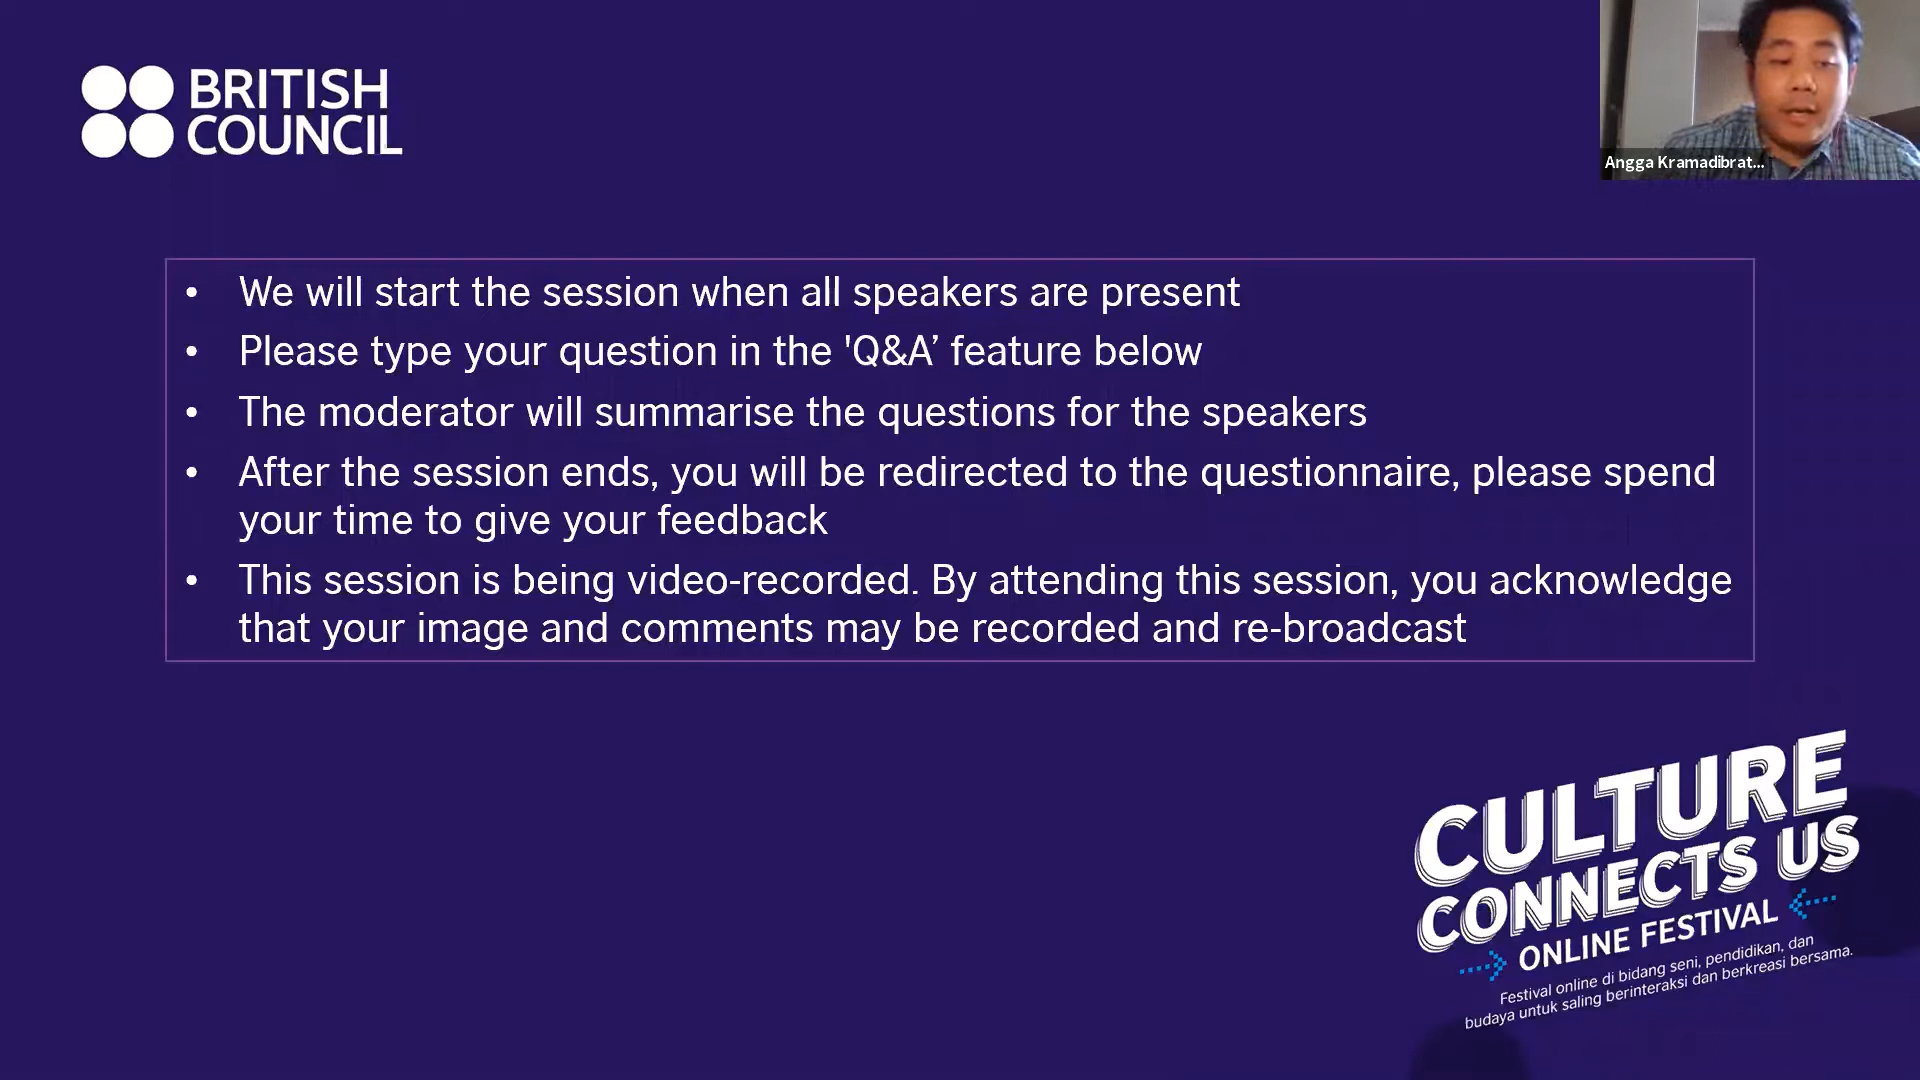 BRITISH
COUNCIL
Angga Kramadibrat...
• We will start the session when all speakers are present
• Please type your question in the 'Q&A’ feature below
• The moderator will summarise the questions for the speakers
• After the session ends, you will be redirected to the questionnaire, please spend
your time to give your feedback
• This session is being video-recorded. By attending this session, you acknowledge
that your image and comments may be recorded and re-broadcast
CULTURE
CONNECTS US
ONLINE FESTIVAL
Festival online di bidang seni, pendidikan, dan
budaya untuk saling berinteraksi dan berkreasi bersama.